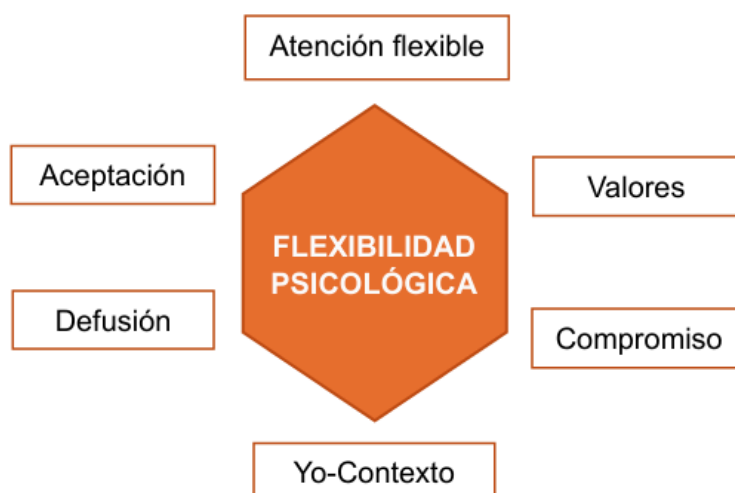 Atención flexible
Aceptación
Valores
FLEXIBILIDAD
PSICOLÓGICA
Defusión
Compromiso
Yo-Contexto